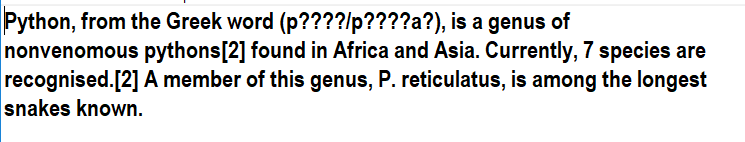 Python, from the Greek word (p????/p????a?), is a genus of
nonvenomous pythons[2] found in Africa and Asia. Currently, 7 species are
recognised.[2] A member of this genus, P. reticulatus, is among the longest
snakes known.